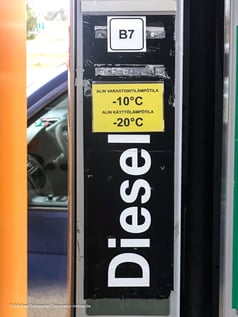 B7
ALIN VARASTOINTILÄMPÖTILA
-10°C
ALIN KÄYTTÖLÄMPÖTILA
-20°C
Diesel